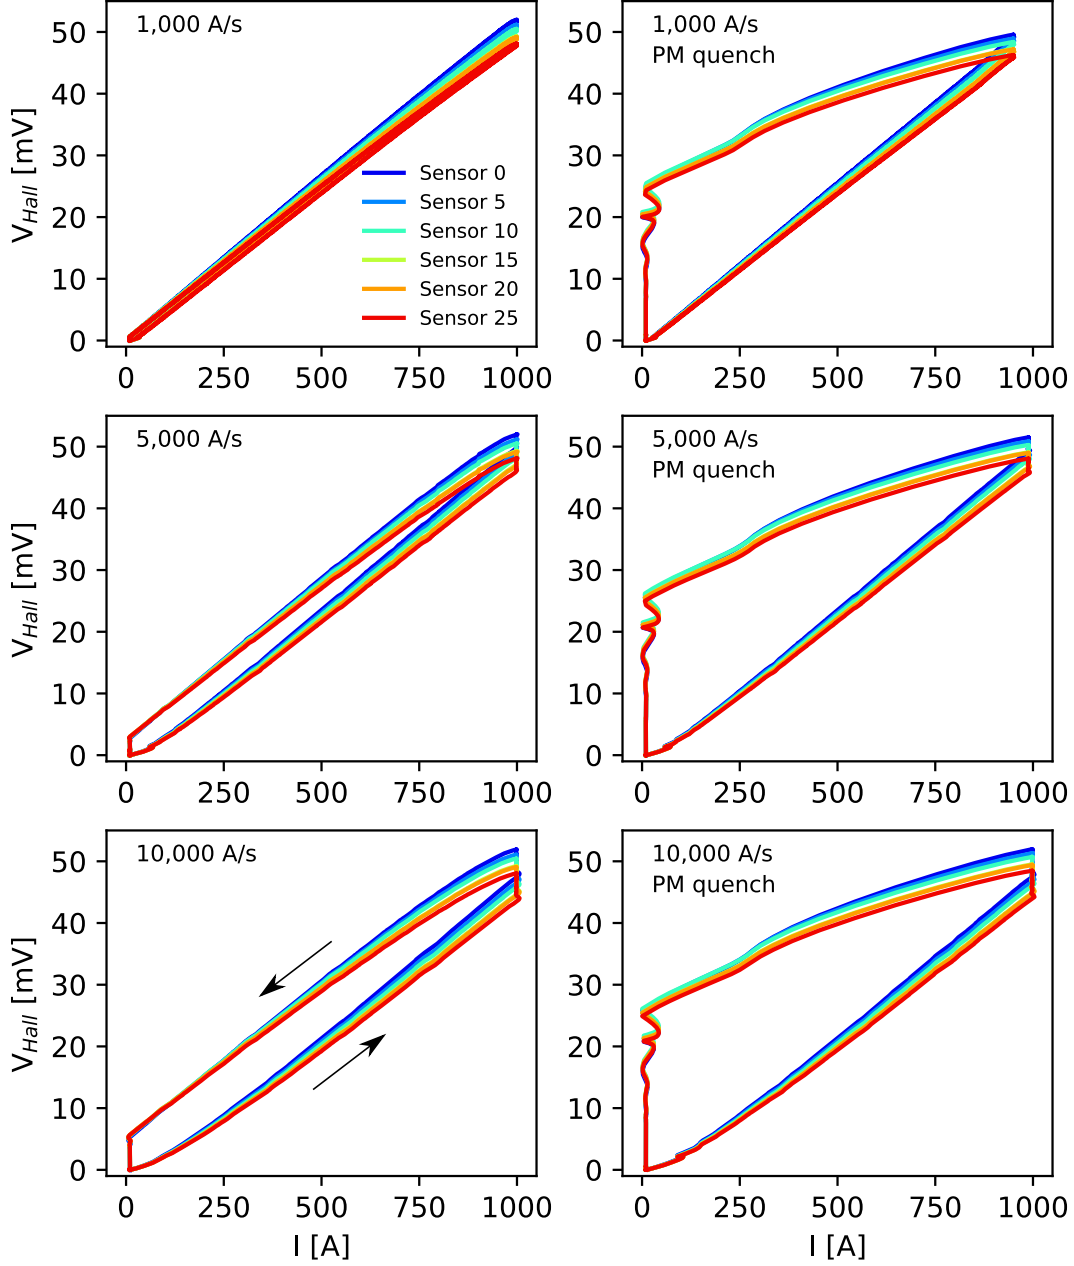 1,000 A/s
V_Hall [mV]
50
40
30
20
10
0
0 250 500 750 1000
Sensor 0
Sensor 5
Sensor 10
Sensor 15
Sensor 20
Sensor 25
1,000 A/s
PM quench
50
40
30
20
10
0
0 250 500 750 1000
5,000 A/s
V_Hall [mV]
50
40
30
20
10
0
0 250 500 750 1000
5,000 A/s
PM quench
50
40
30
20
10
0
0 250 500 750 1000
10,000 A/s
V_Hall [mV]
50
40
30
20
10
0
0 250 500 750 1000
I [A]
10,000 A/s
PM quench
50
40
30
20
10
0
0 250 500 750 1000
I [A]